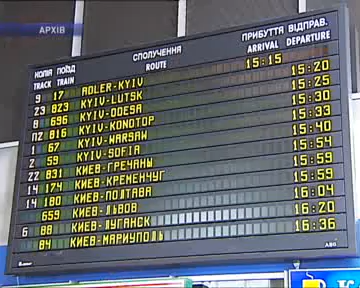 АРХІВ
СПОЛУЧЕННЯ ПРИБУТТЯ ВІДПРАВ.
КОЛІЯ ПОЇЗД ROUTE ARRIVAL DEPARTURE
TRACK TRAIN
9 17 ADLER-KYIV 15:15
23 823 KYIV-LUTSK 15:20
8 696 KYIV-ODESA 15:25
П2 816 KYIV-KONOTOP 15:30
1 67 KYIV-WARSAW 15:33
2 59 KYIV-SOFIA 15:40
22 831 КИЕВ-ГРЕЧАНЫ 15:54
14 174 КИЕВ-КРЕМЕНЧУГ 15:59
14 180 КИЕВ-ПОЛТАВА 15:59
659 КИЕВ-ЛЬВОВ 16:04
6 88 КИЕВ-ЛУГАНСК 16:20
84 КИЕВ-МАРИУПОЛЬ 16:36